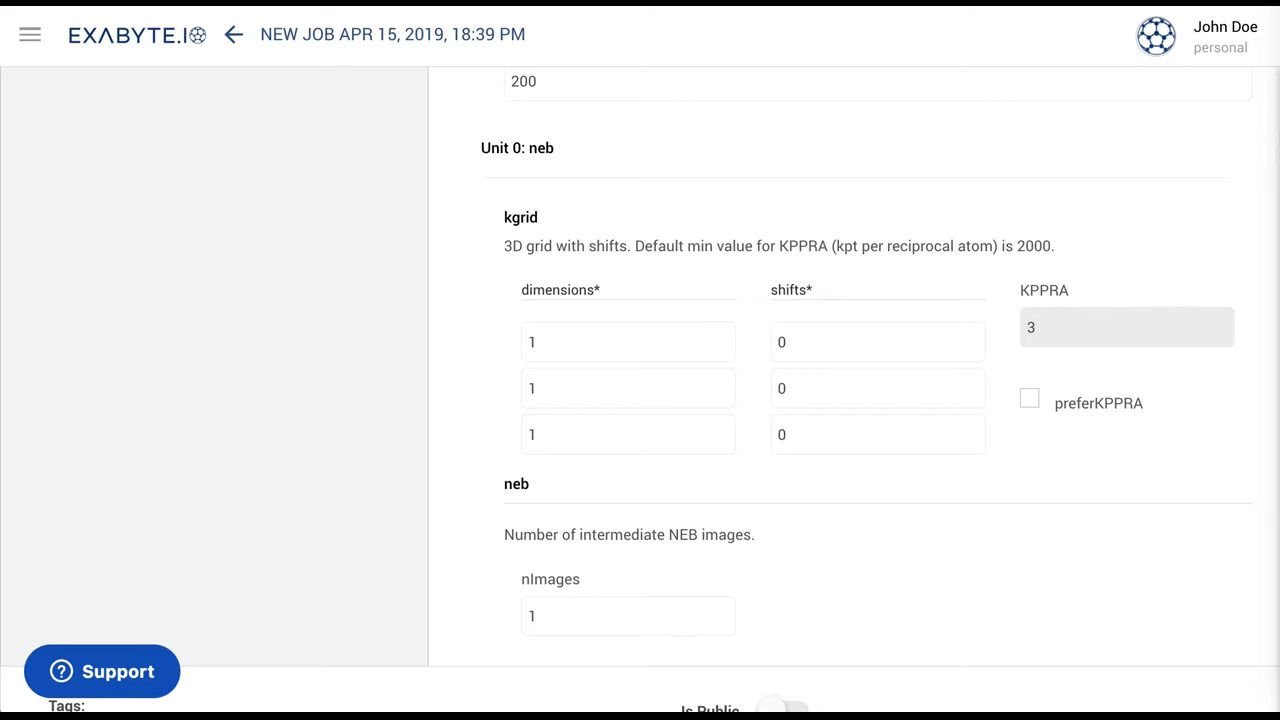 EXABYTE.IO
NEW JOB APR 15, 2019, 18:39 PM
John Doe
personal
200
Unit 0: neb
kgrid
3D grid with shifts. Default min value for KPPRA (kpt per reciprocal atom) is 2000.
dimensions* shifts* KPPRA
1 0 3
1 0 preferKPPRA
1 0
neb
Number of intermediate NEB images.
nImages
1
Support
Tags: Is Public